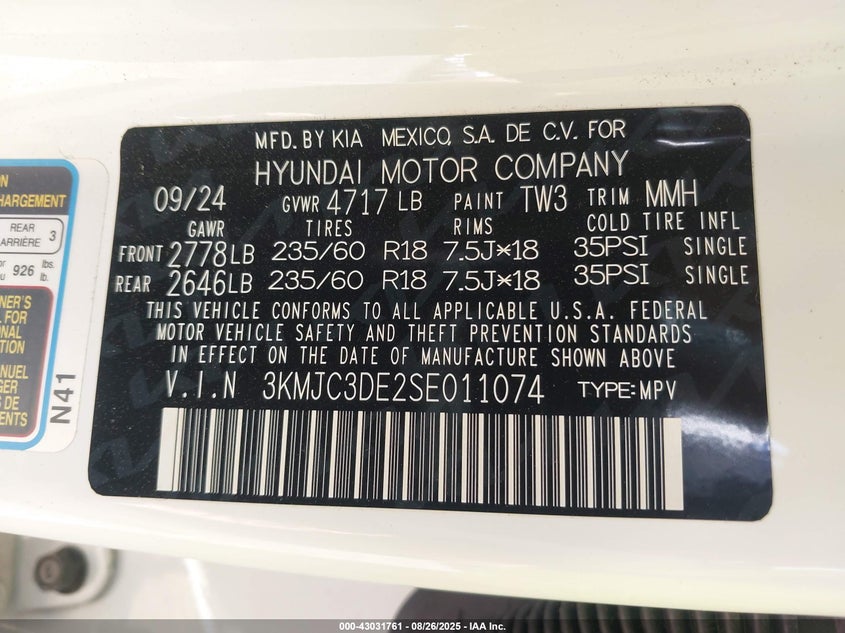 MFD. BY KIA MEXICO, S.A. DE C.V. FOR
HYUNDAI MOTOR COMPANY
09/24 GVWR 4717 LB PAINT TW3 TRIM MMH
GAWR TIRES RIMS COLD TIRE INFL
FRONT 2778LB 235/60 R18 7.5J*18 35PSI SINGLE
REAR 2646LB 235/60 R18 7.5J*18 35PSI SINGLE
THIS VEHICLE CONFORMS TO ALL APPLICABLE U.S.A. FEDERAL
MOTOR VEHICLE SAFETY AND THEFT PREVENTION STANDARDS
IN EFFECT ON THE DATE OF MANUFACTURE SHOWN ABOVE
V.I.N 3KMJC3DE2SE011074 TYPE:MPV
REAR 3
926 lbs.
kg
N41
000-43031761 - 08/26/2025 - IAA Inc.